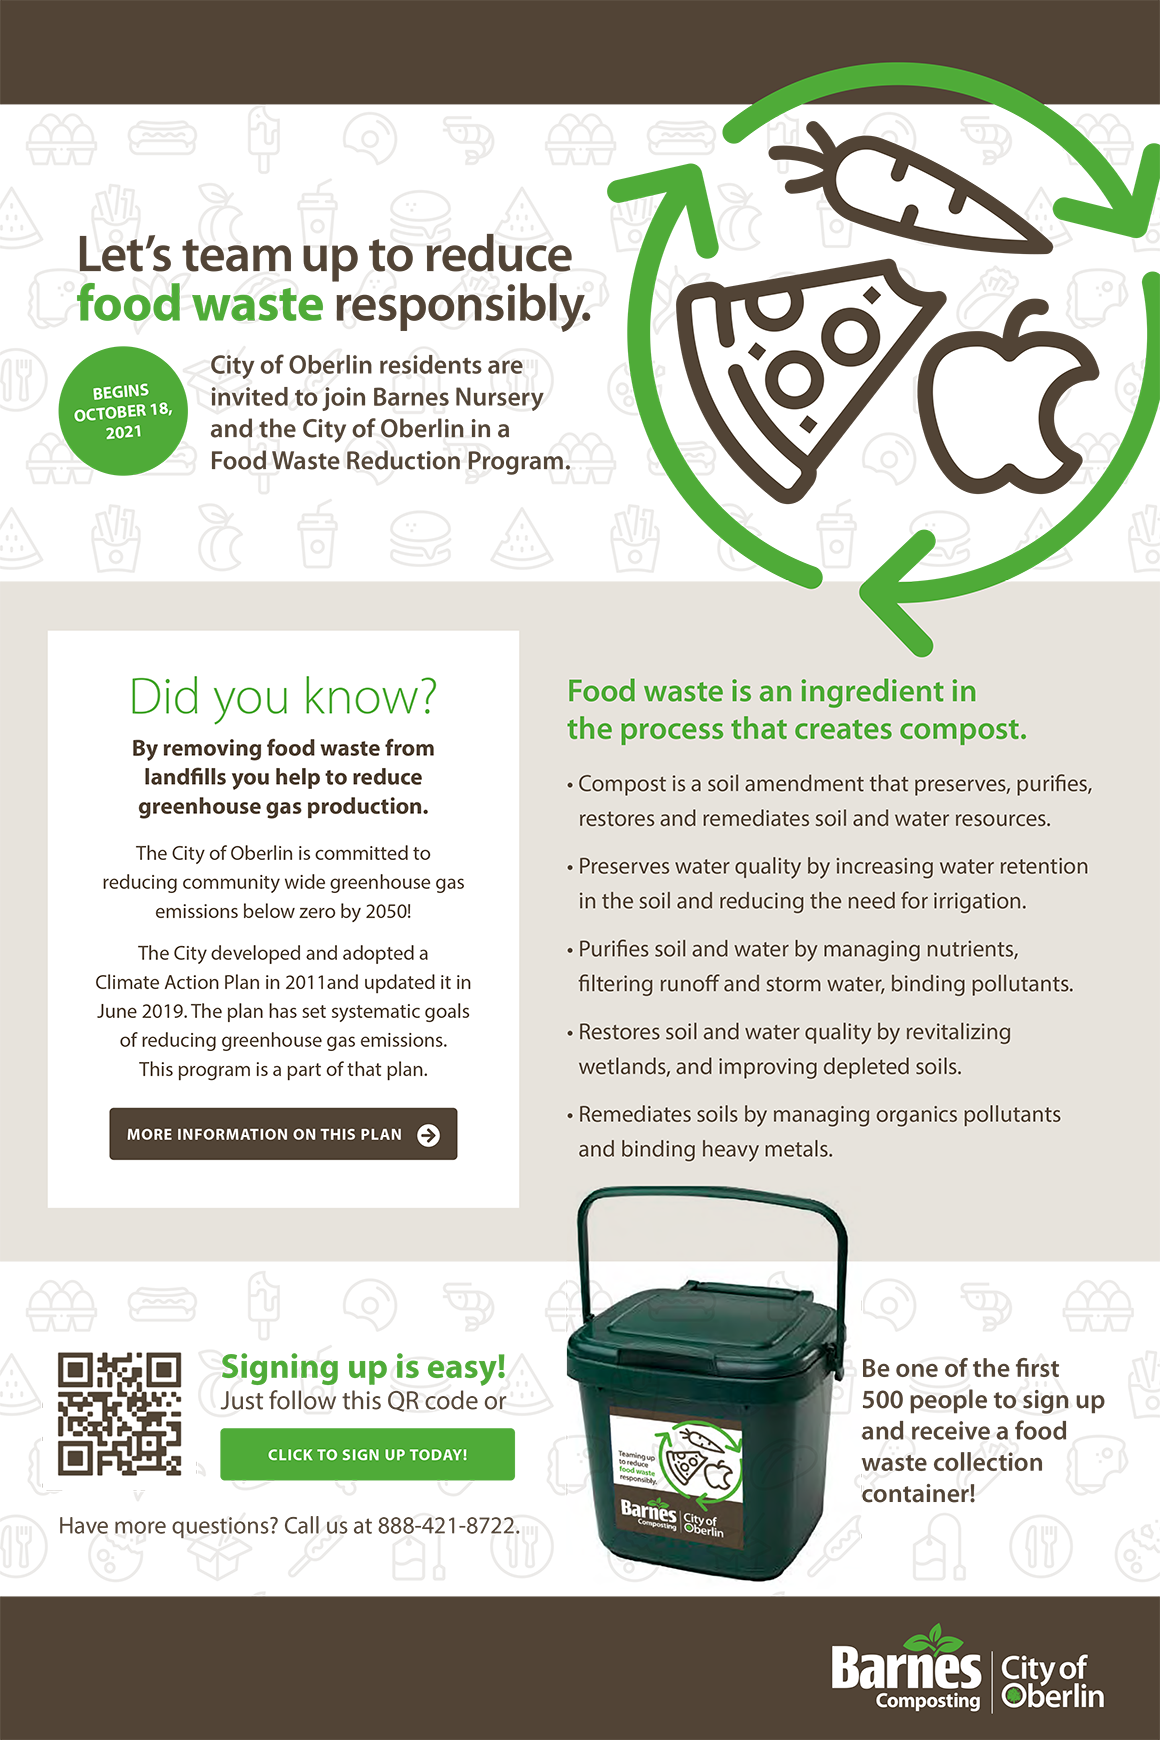 Let's team up to reduce
food waste responsibly.
BEGINS
OCTOBER 18,
2021
City of Oberlin residents are
invited to join Barnes Nursery
and the City of Oberlin in a
Food Waste Reduction Program.
Did you know?
By removing food waste from
landfills you help to reduce
greenhouse gas production.
The City of Oberlin is committed to
reducing community wide greenhouse gas
emissions below zero by 2050!
The City developed and adopted a
Climate Action Plan in 2011and updated it in
June 2019. The plan has set systematic goals
of reducing greenhouse gas emissions.
This program is a part of that plan.
MORE INFORMATION ON THIS PLAN
Food waste is an ingredient in
the process that creates compost.
• Compost is a soil amendment that preserves, purifies,
restores and remediates soil and water resources.
• Preserves water quality by increasing water retention
in the soil and reducing the need for irrigation.
• Purifies soil and water by managing nutrients,
filtering runoff and storm water, binding pollutants.
• Restores soil and water quality by revitalizing
wetlands, and improving depleted soils.
• Remediates soils by managing organics pollutants
and binding heavy metals.
Signing up is easy!
Just follow this QR code or
CLICK TO SIGN UP TODAY!
Have more questions? Call us at 888-421-8722.
Teaming up
to reduce
food waste
responsibly.
Barnes
Composting
City of
Oberlin
Be one of the first
500 people to sign up
and receive a food
waste collection
container!
Barnes
Composting
City of
Oberlin